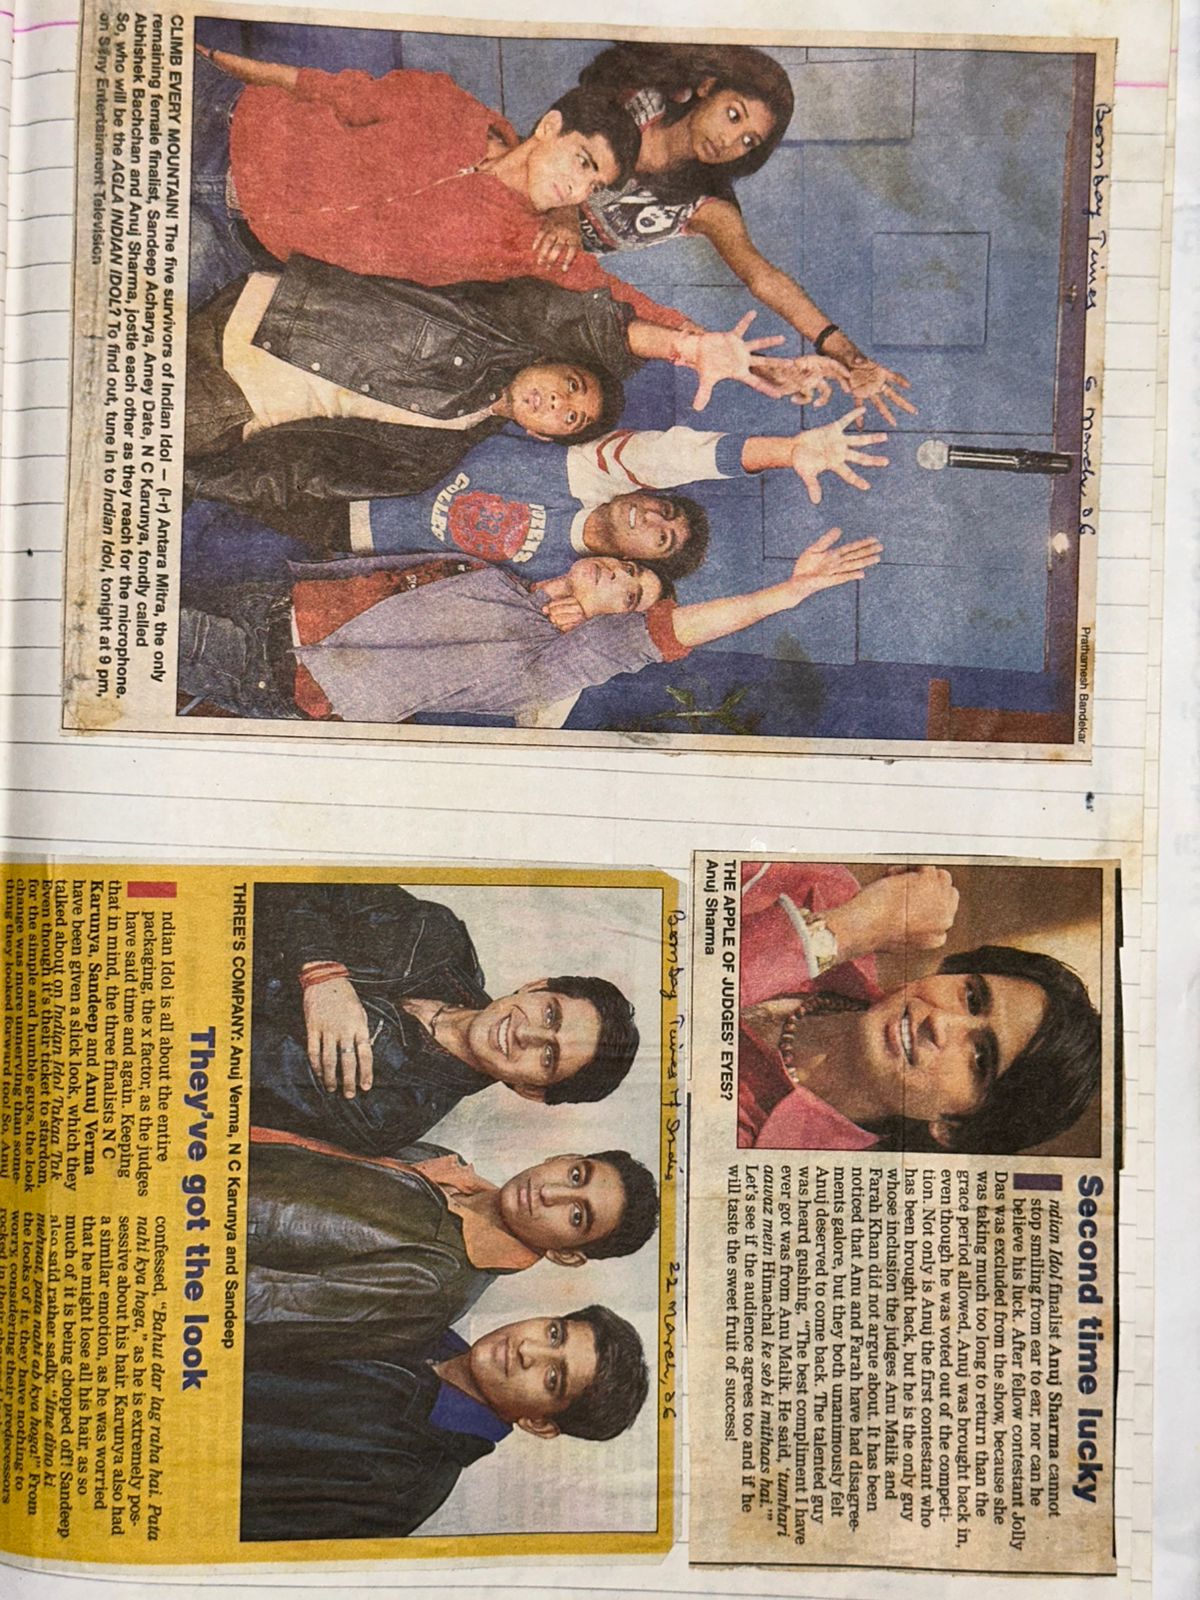 Bombay Times 6 March, 06
Prathamesh Bandekar
QUEENS
32
COLLEGE
CLIMB EVERY MOUNTAIN! The five survivors of Indian Idol — (l-r) Antara Mitra, the only
remaining female finalist, Sandeep Acharya, Amey Date, N C Karunya, fondly called
Abhishek Bachchan and Anuj Sharma, jostle each other as they reach for the microphone.
So, who will be the AGLA INDIAN IDOL? To find out, tune in to Indian Idol, tonight at 9 pm,
on Sony Entertainment Television
Second time lucky
Indian Idol finalist Anuj Sharma cannot
stop smiling from ear to ear, nor can he
believe his luck. After fellow contestant Jolly
Das was excluded from the show, because she
was taking much too long to return than the
grace period allowed, Anuj was brought back in,
even though he was voted out of the competi-
tion. Not only is Anuj the first contestant who
has been brought back, but he is the only guy
whose inclusion the judges Anu Malik and
Farah Khan did not argue about. It has been
noticed that Anu and Farah have had disagree-
ments galore, but they both unanimously felt
Anuj deserved to come back. The talented guy
was heard gushing, “The best compliment I have
ever got was from Anu Malik. He said, ‘tumhari
aawaz mein Himachal ke seb ki mithaas hai.’”
Let's see if the audience agrees too and if he
will taste the sweet fruit of success!
THE APPLE OF JUDGES' EYES?
Anuj Sharma
Bombay Times of India 22 March, 06
THREE'S COMPANY: Anuj Verma, N C Karunya and Sandeep
They've got the look
Indian Idol is all about the entire
packaging, the x factor, as the judges
have said time and again. Keeping
that in mind, the three finalists N C
Karunya, Sandeep and Anuj Verma
have been given a slick look, which they
talked about on Indian Idol Takaa Tak
Even though it's their ticket to stardom,
for the simple and humble guys, the look
change was more unnerving than some-
thing they looked forward too! So, Anuj
confessed, “Bahut dar lag raha hai. Pata
nahi kya hoga,” as he is extremely pos-
sessive about his hair. Karunya also had
a similar emotion, as he was worried
that he might lose all his hair, as so
much of it is being chopped off! Sandeep
also said rather sadly, “Itne dino ki
mehnat, pata nahi ab kya hoga!” From
the looks of it, they have nothing to
worry, considering their predecessors
rocked in their changed